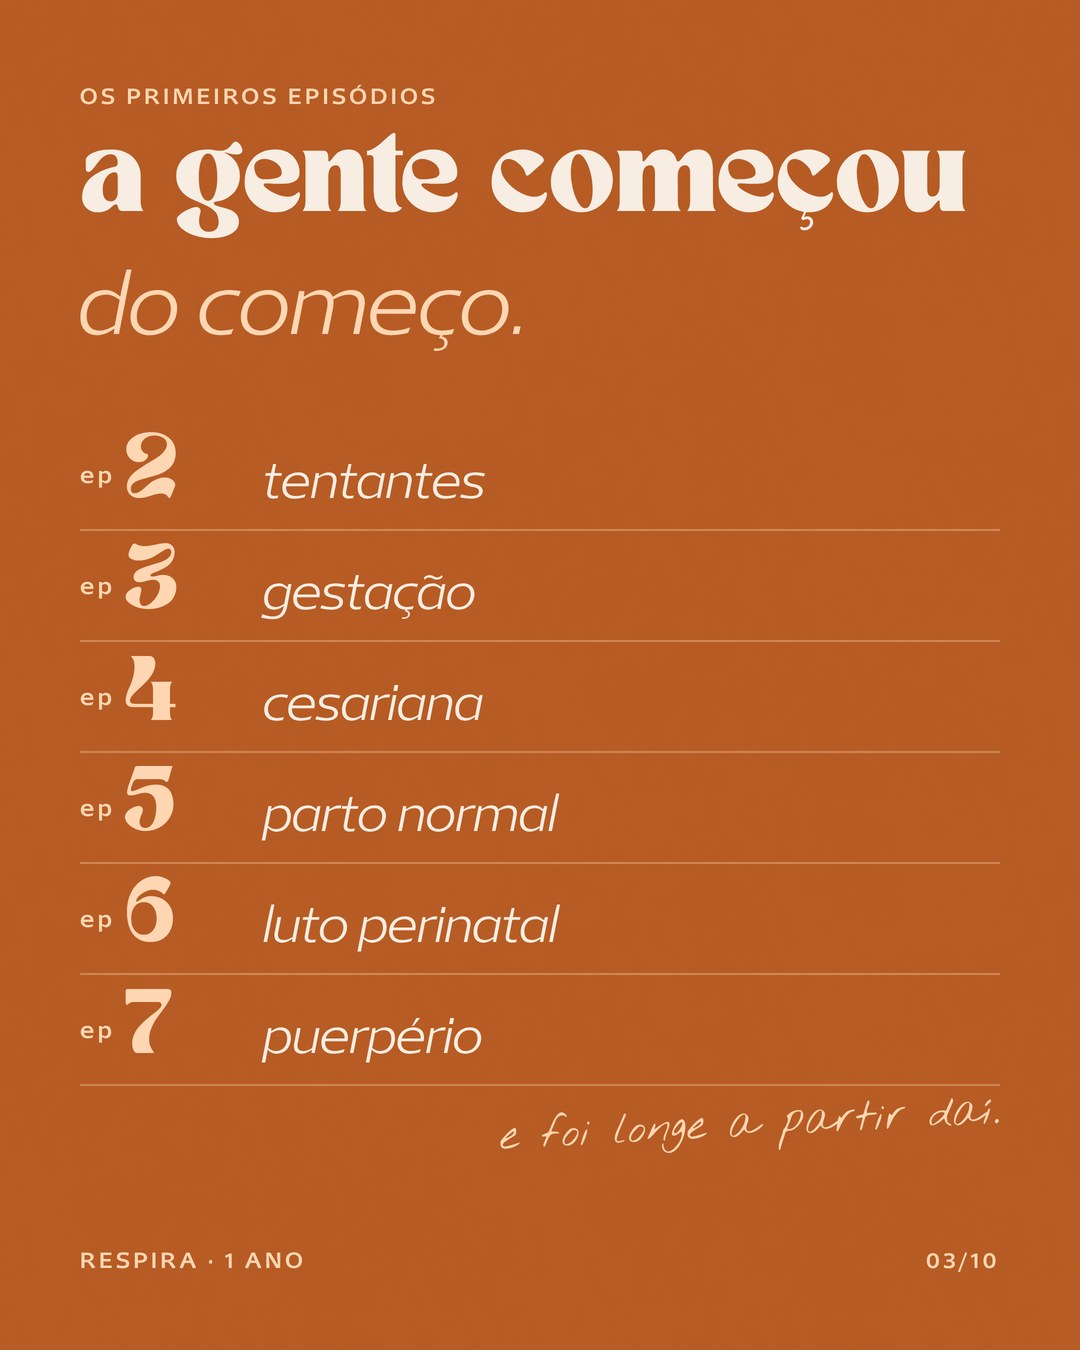 OS PRIMEIROS EPISÓDIOS
a gente começou
do começo.
ep 2 tentantes
ep 3 gestação
ep 4 cesariana
ep 5 parto normal
ep 6 luto perinatal
ep 7 puerpério
e foi longe a partir daí.
RESPIRA · 1 ANO
03/10